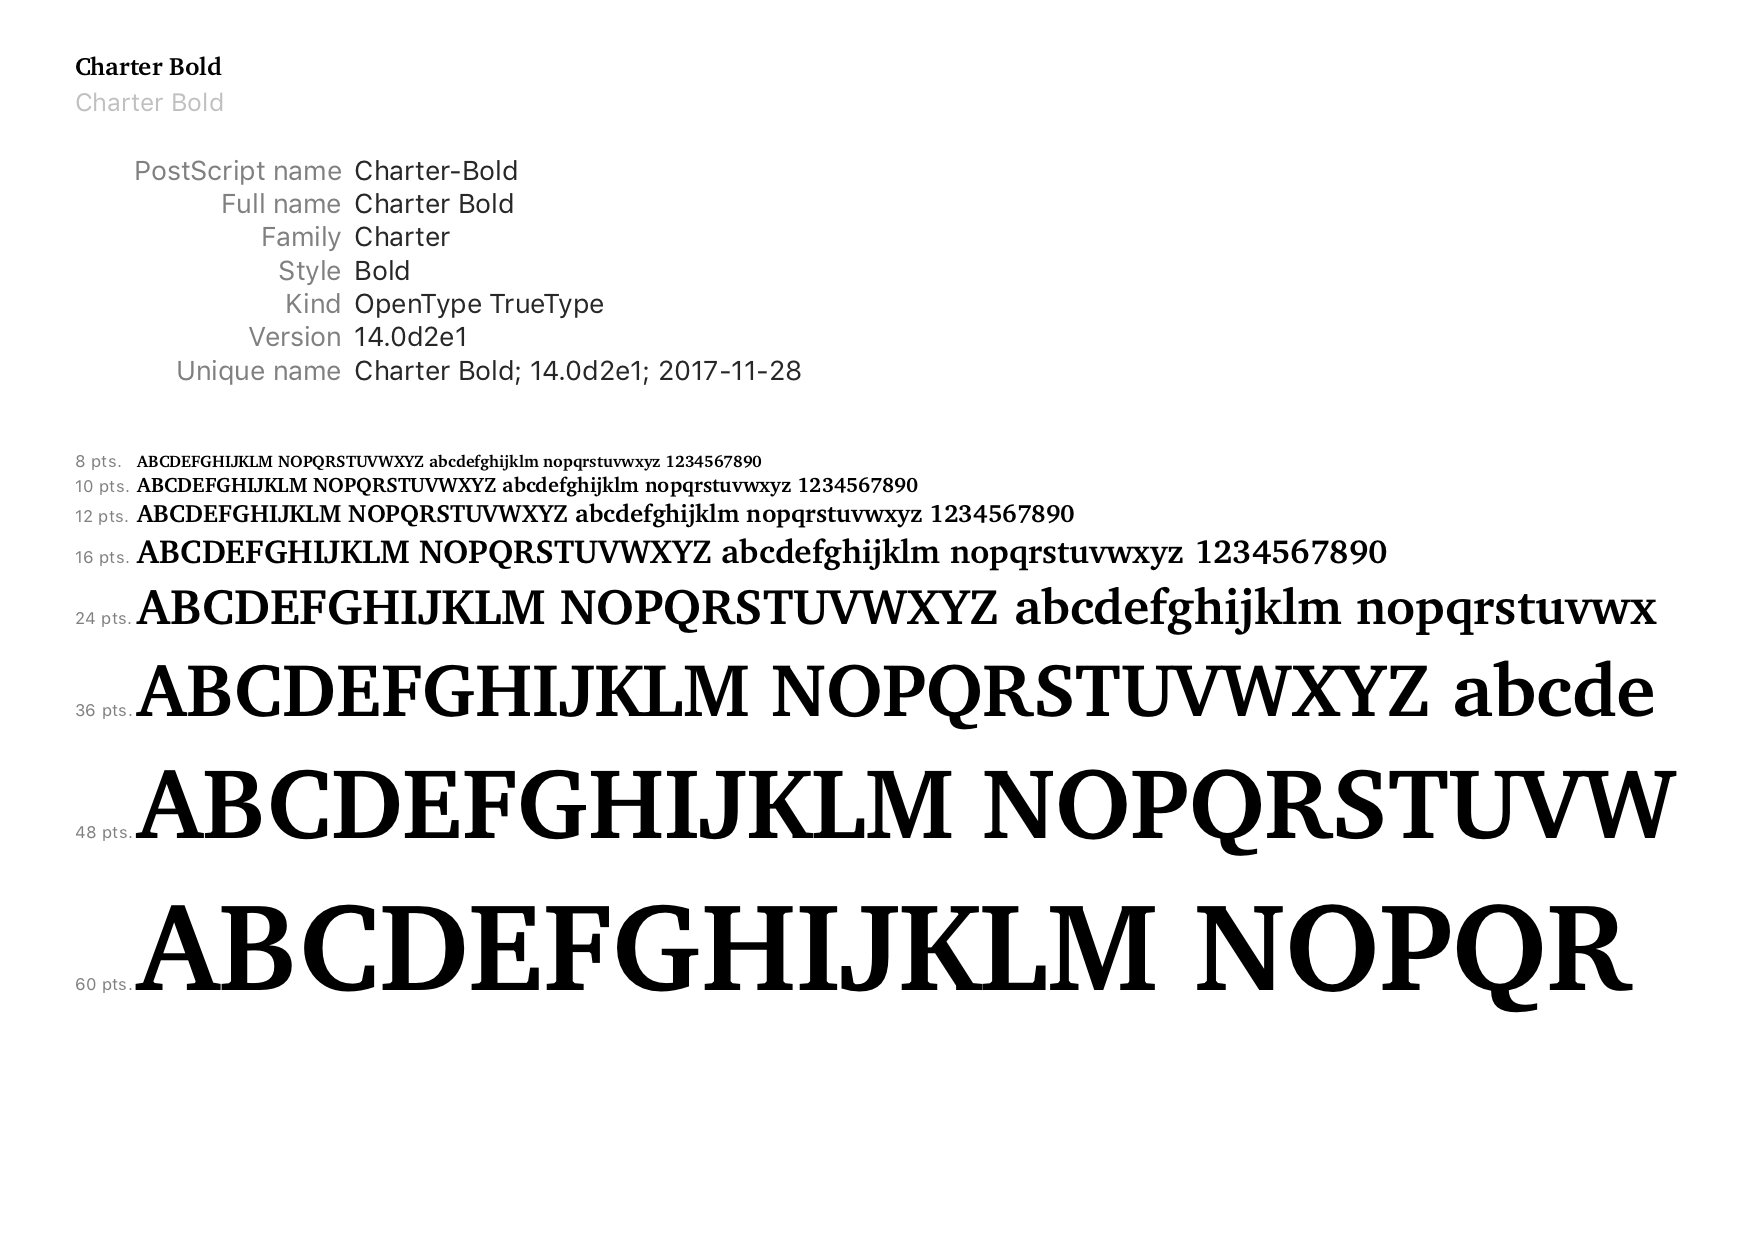 Charter Bold
Charter Bold
PostScript name Charter-Bold
Full name Charter Bold
Family Charter
Style Bold
Kind OpenType TrueType
Version 14.0d2e1
Unique name Charter Bold; 14.0d2e1; 2017-11-28
8 pts. ABCDEFGHIJKLM NOPQRSTUVWXYZ abcdefghijklm nopqrstuvwxyz 1234567890
10 pts. ABCDEFGHIJKLM NOPQRSTUVWXYZ abcdefghijklm nopqrstuvwxyz 1234567890
12 pts. ABCDEFGHIJKLM NOPQRSTUVWXYZ abcdefghijklm nopqrstuvwxyz 1234567890
16 pts. ABCDEFGHIJKLM NOPQRSTUVWXYZ abcdefghijklm nopqrstuvwxyz 1234567890
24 pts. ABCDEFGHIJKLM NOPQRSTUVWXYZ abcdefghijklm nopqrstuvwx
36 pts. ABCDEFGHIJKLM NOPQRSTUVWXYZ abcde
48 pts. ABCDEFGHIJKLM NOPQRSTUVW
60 pts. ABCDEFGHIJKLM NOPQR